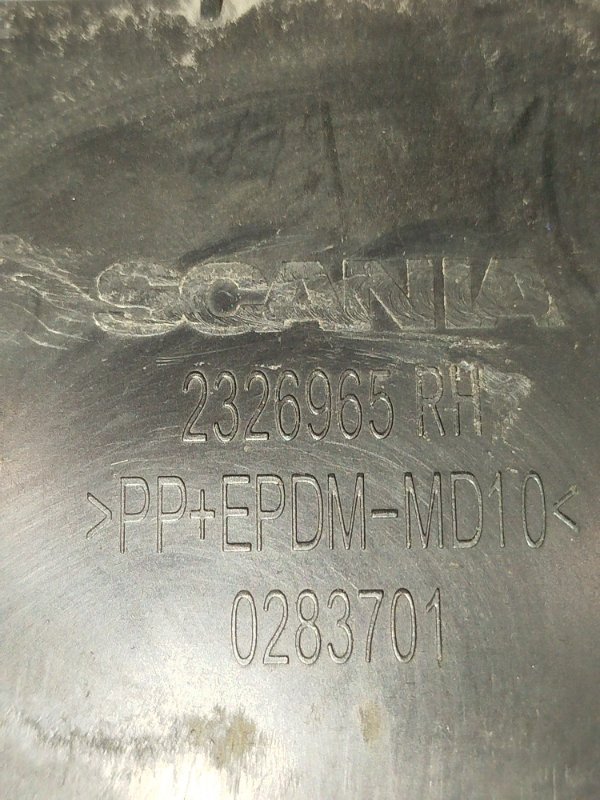 SCANIA
2326965 RH
>PP+EPDM-MD10<
0283701